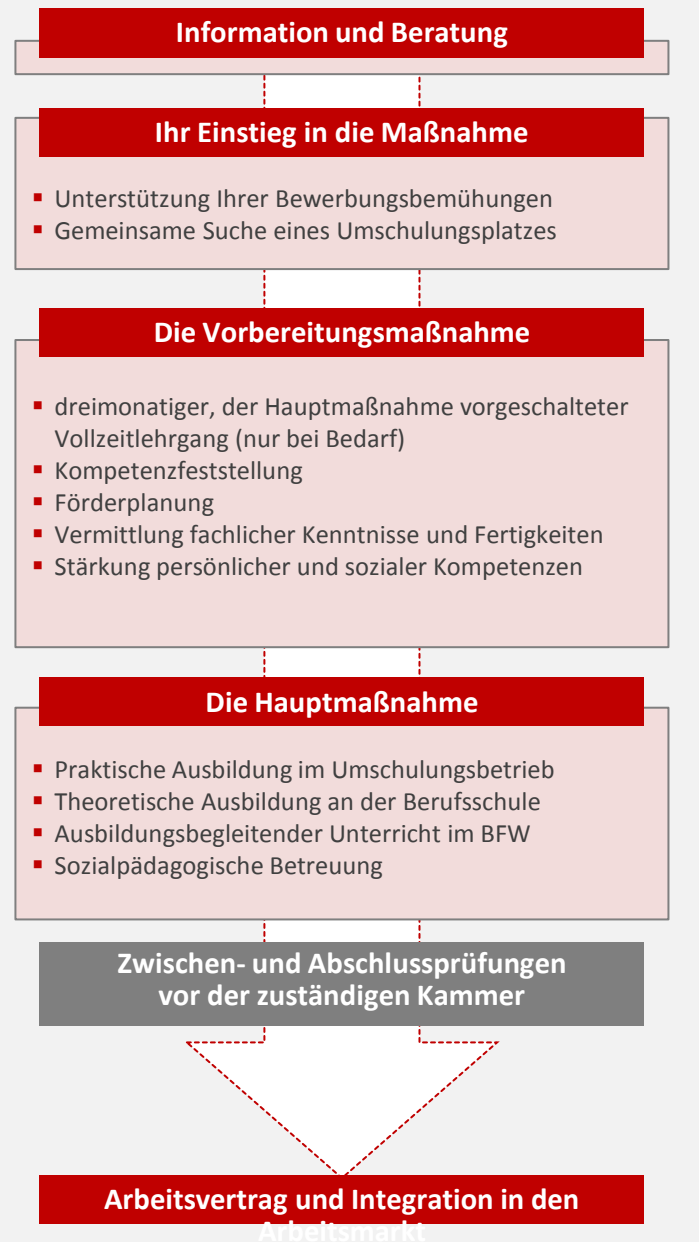 Information und Beratung
Ihr Einstieg in die Maßnahme
▪ Unterstützung Ihrer Bewerbungsbemühungen
▪ Gemeinsame Suche eines Umschulungsplatzes
Die Vorbereitungsmaßnahme
▪ dreimonatiger, der Hauptmaßnahme vorgeschalteter
Vollzeitlehrgang (nur bei Bedarf)
▪ Kompetenzfeststellung
▪ Förderplanung
▪ Vermittlung fachlicher Kenntnisse und Fertigkeiten
▪ Stärkung persönlicher und sozialer Kompetenzen
Die Hauptmaßnahme
▪ Praktische Ausbildung im Umschulungsbetrieb
▪ Theoretische Ausbildung an der Berufsschule
▪ Ausbildungsbegleitender Unterricht im BFW
▪ Sozialpädagogische Betreuung
Zwischen- und Abschlussprüfungen
vor der zuständigen Kammer
Arbeitsvertrag und Integration in den
Arbeitsmarkt